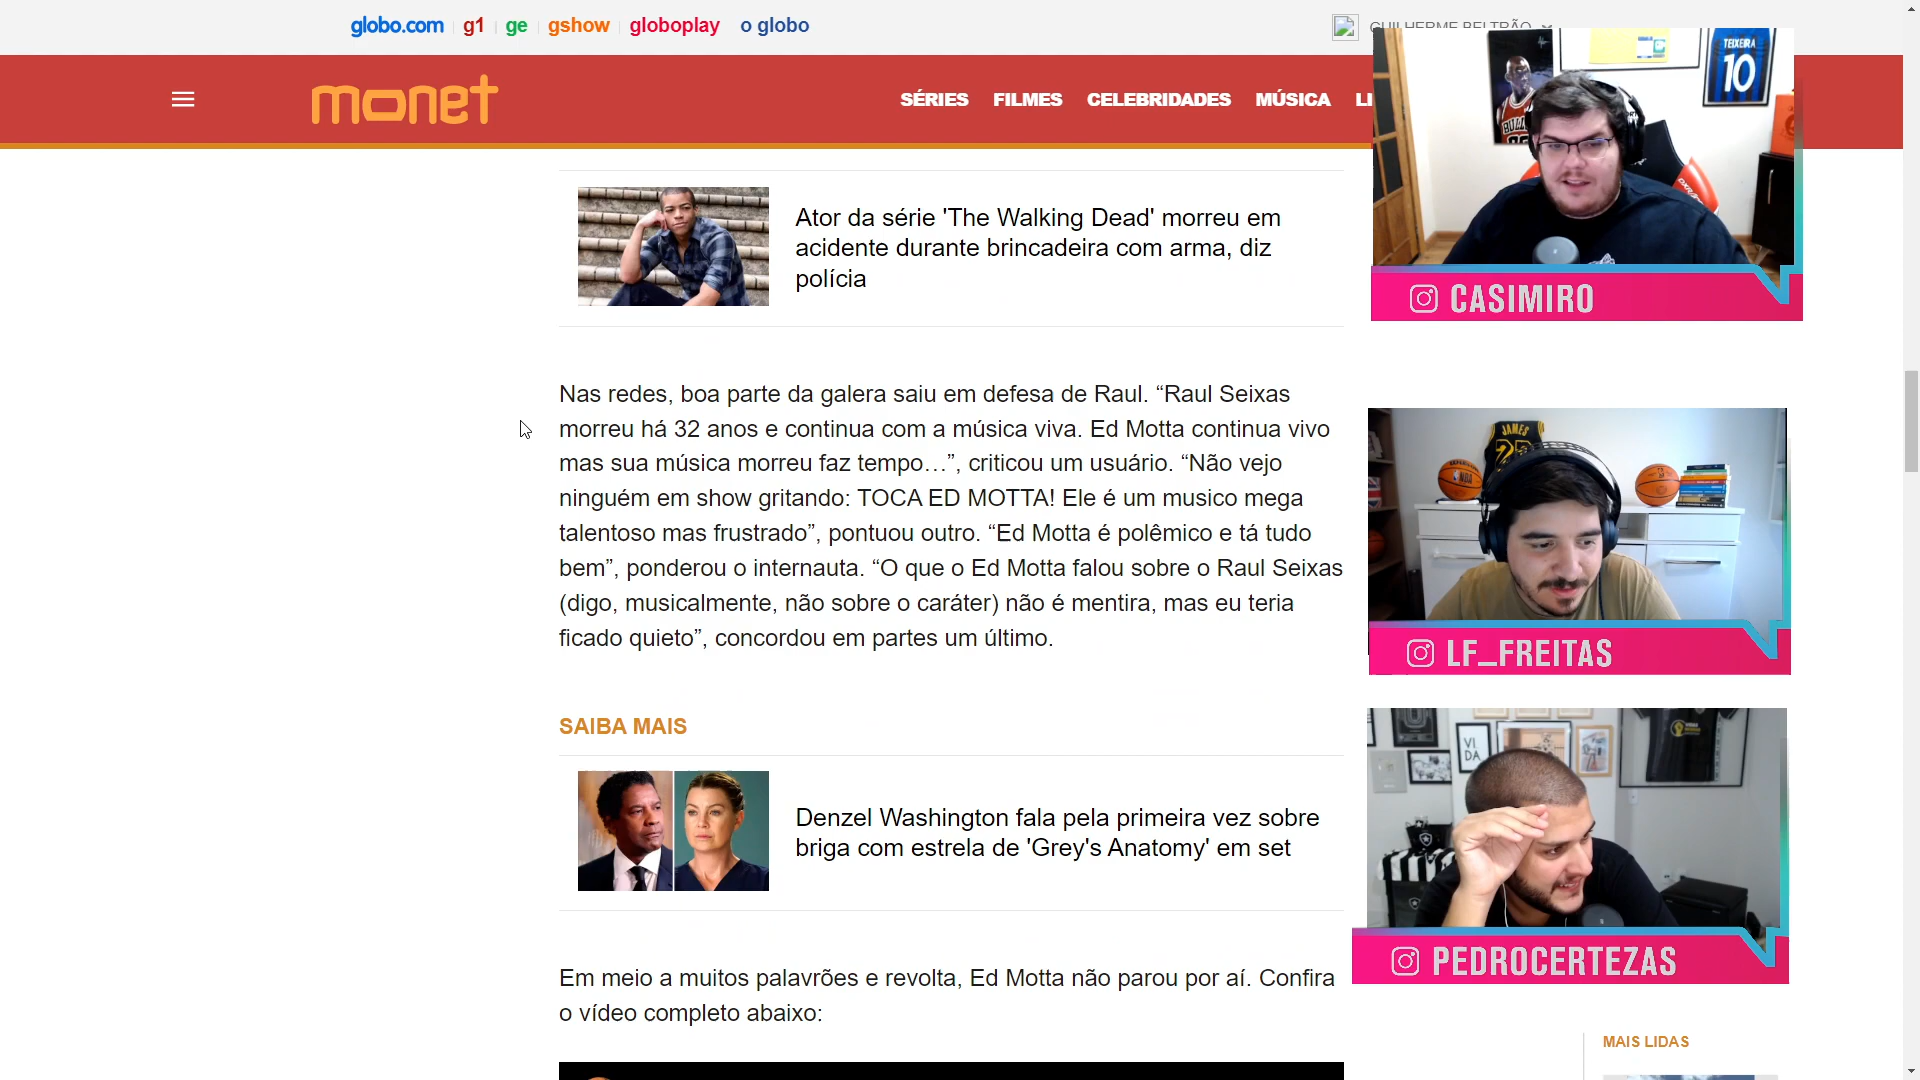 globo.com
g1
ge
gshow
globoplay
o globo
GUILHERME BELTRÃO
monet
SÉRIES
FILMES
CELEBRIDADES
MÚSICA
TEIXEIRA
10
BULLS
Ator da série 'The Walking Dead' morreu em
acidente durante brincadeira com arma, diz
polícia
CASIMIRO
Nas redes, boa parte da galera saiu em defesa de Raul. “Raul Seixas
morreu há 32 anos e continua com a música viva. Ed Motta continua vivo
mas sua música morreu faz tempo…”, criticou um usuário. “Não vejo
ninguém em show gritando: TOCA ED MOTTA! Ele é um musico mega
talentoso mas frustrado”, pontuou outro. “Ed Motta é polêmico e tá tudo
bem”, ponderou o internauta. “O que o Ed Motta falou sobre o Raul Seixas
(digo, musicalmente, não sobre o caráter) não é mentira, mas eu teria
ficado quieto”, concordou em partes um último.
JAMES
LF_FREITAS
SAIBA MAIS
Denzel Washington fala pela primeira vez sobre
briga com estrela de 'Grey's Anatomy' em set
VI
DA
PEDROCERTEZAS
Em meio a muitos palavrões e revolta, Ed Motta não parou por aí. Confira
o vídeo completo abaixo:
MAIS LIDAS